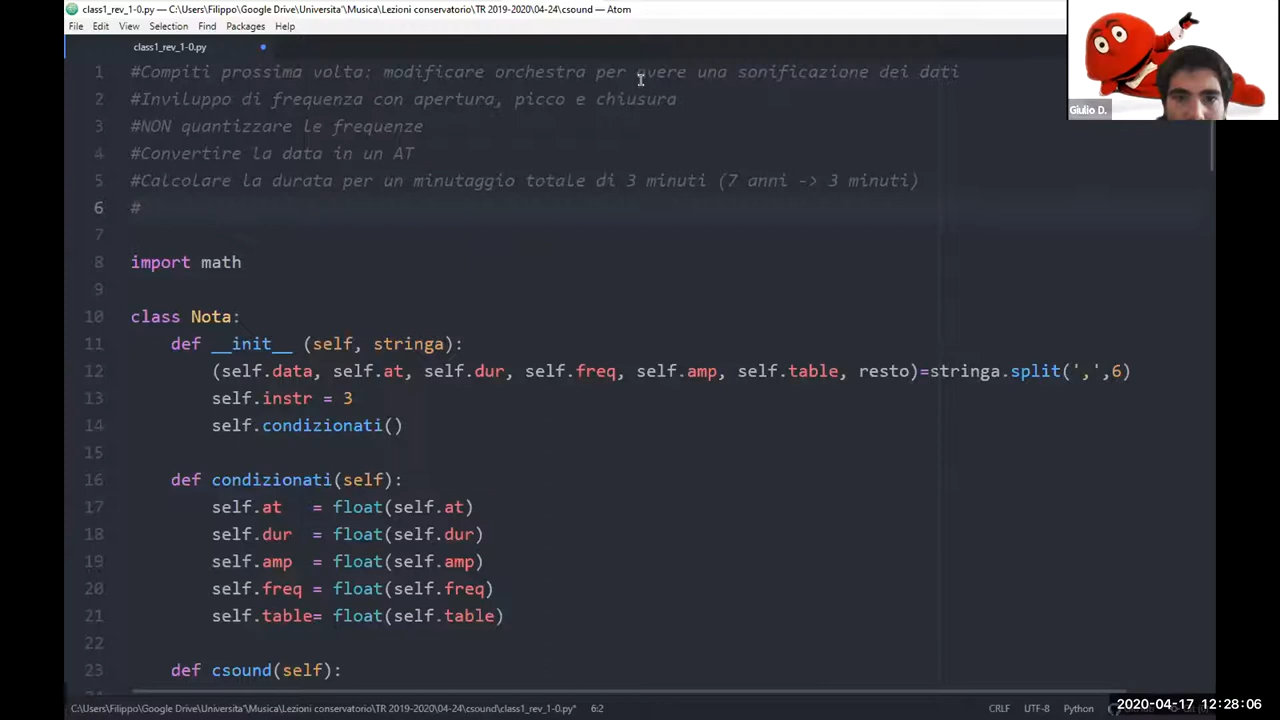 class1_rev_1-0.py — C:\Users\Filippo\Google Drive\Universita'\Musica\Lezioni conservatorio\TR 2019-2020\04-24\csound — Atom
File Edit View Selection Find Packages Help
class1_rev_1-0.py
1 #Compiti prossima volta: modificare orchestra per avere una sonificazione dei dati
2 #Inviluppo di frequenza con apertura, picco e chiusura
3 #NON quantizzare le frequenze
4 #Convertire la data in un AT
5 #Calcolare la durata per un minutaggio totale di 3 minuti (7 anni -> 3 minuti)
6 #
7
8 import math
9
10 class Nota:
11 def __init__ (self, stringa):
12 (self.data, self.at, self.dur, self.freq, self.amp, self.table, resto)=stringa.split(',',6)
13 self.instr = 3
14 self.condizionati()
15
16 def condizionati(self):
17 self.at = float(self.at)
18 self.dur = float(self.dur)
19 self.amp = float(self.amp)
20 self.freq = float(self.freq)
21 self.table= float(self.table)
22
23 def csound(self):
C:\Users\Filippo\Google Drive\Universita'\Musica\Lezioni conservatorio\TR 2019-2020\04-24\csound\class1_rev_1-0.py* 6:2 CRLF UTF-8 Python
Giulio D.
2020-04-17 12:28:06